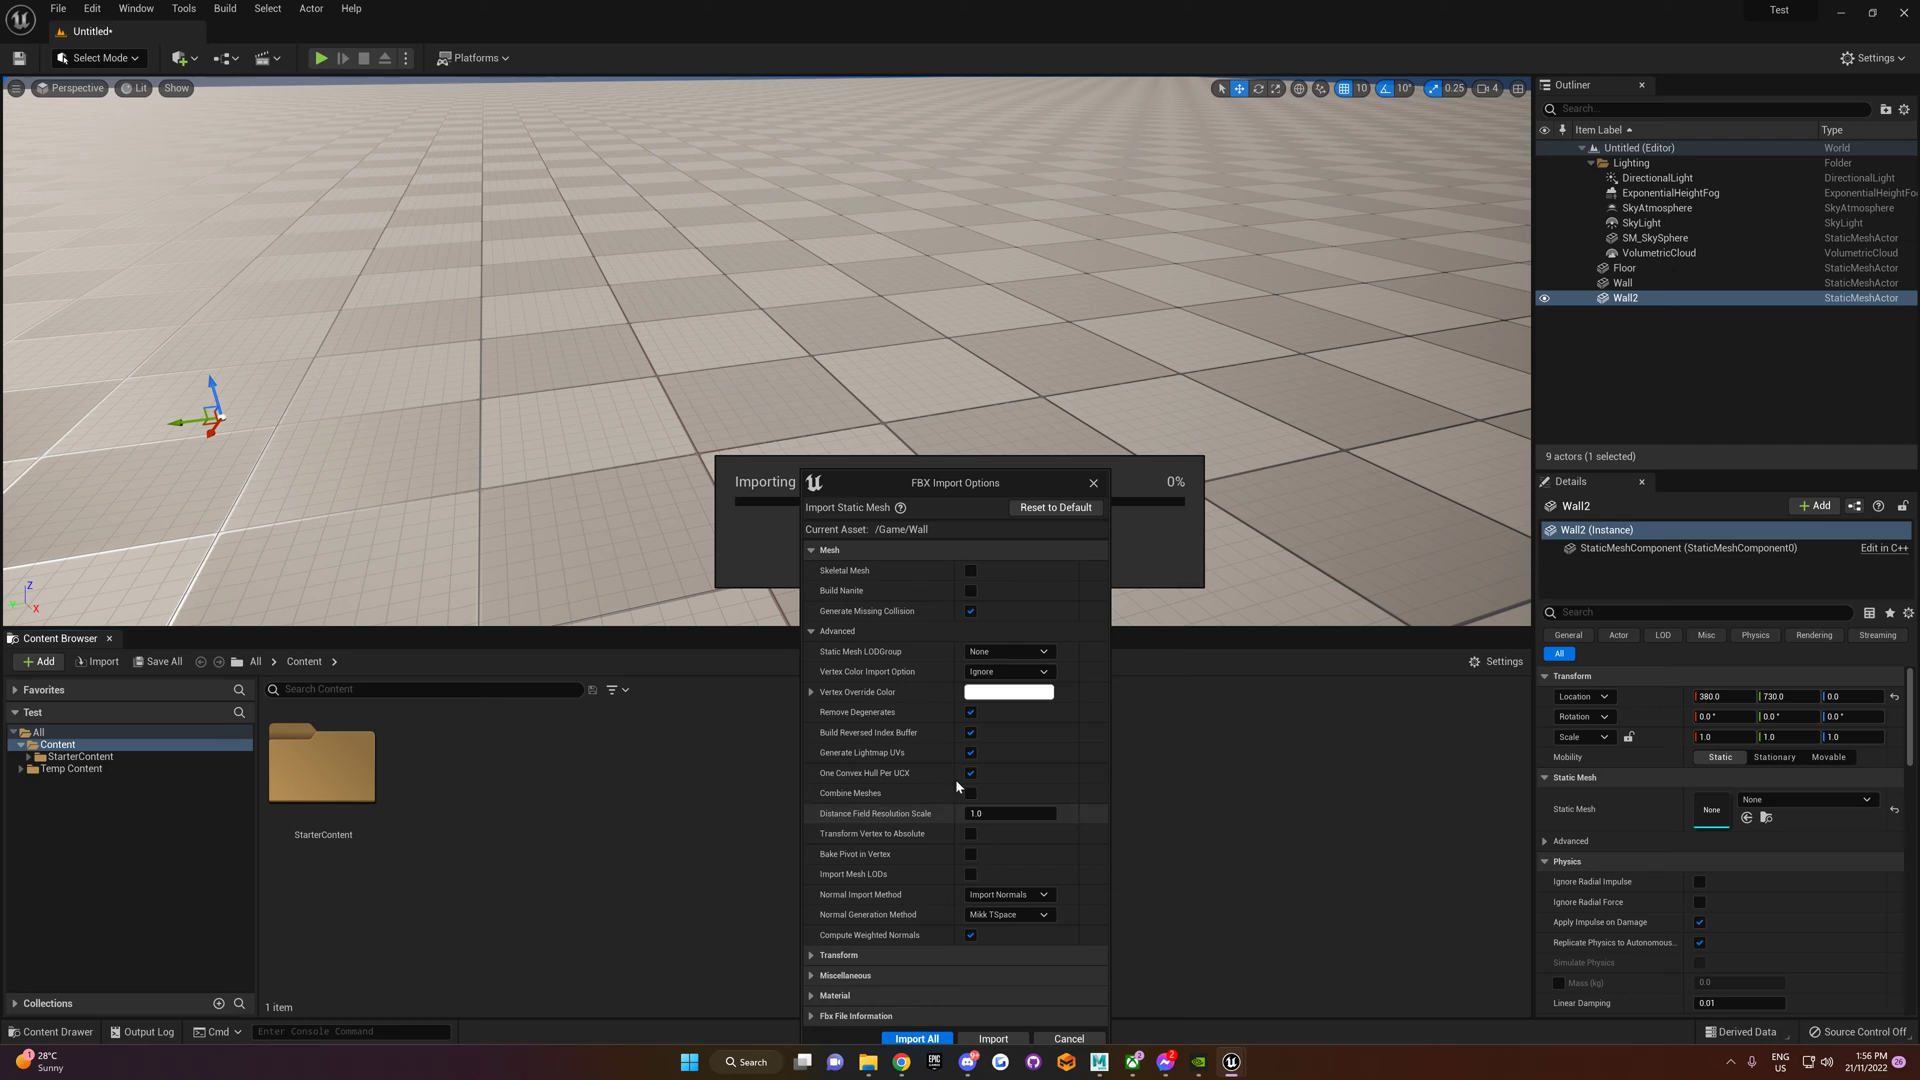 File Edit Window Tools Build Select Actor Help
Test
Untitled*
Select Mode
Platforms
Settings
Perspective Lit Show
10 10° 0.25 4
Outliner
Search...
Item Label Type
Untitled (Editor) World
Lighting Folder
DirectionalLight DirectionalLight
ExponentialHeightFog ExponentialHeightFo
SkyAtmosphere SkyAtmosphere
SkyLight SkyLight
SM_SkySphere StaticMeshActor
VolumetricCloud VolumetricCloud
Floor StaticMeshActor
Wall StaticMeshActor
Wall2 StaticMeshActor
9 actors (1 selected)
Importing 0%
FBX Import Options
Import Static Mesh ? Reset to Default
Current Asset: /Game/Wall
Mesh
Skeletal Mesh
Build Nanite
Generate Missing Collision
Advanced
Static Mesh LODGroup None
Vertex Color Import Option Ignore
Vertex Override Color
Remove Degenerates
Build Reversed Index Buffer
Generate Lightmap UVs
One Convex Hull Per UCX
Combine Meshes
Distance Field Resolution Scale 1.0
Transform Vertex to Absolute
Bake Pivot in Vertex
Import Mesh LODs
Normal Import Method Import Normals
Normal Generation Method Mikk TSpace
Compute Weighted Normals
Transform
Miscellaneous
Material
Fbx File Information
Import All Import Cancel
Details
Wall2
+ Add
Wall2 (Instance)
StaticMeshComponent (StaticMeshComponent0) Edit in C++
Search
General Actor LOD Misc Physics Rendering Streaming
All
Transform
Location 380.0 730.0 0.0
Rotation 0.0 ° 0.0 ° 0.0 °
Scale 1.0 1.0 1.0
Mobility Static Stationary Movable
Static Mesh
Static Mesh None None
Advanced
Physics
Ignore Radial Impulse
Ignore Radial Force
Apply Impulse on Damage
Replicate Physics to Autonomous...
Simulate Physics
Mass (kg) 0.0
Linear Damping 0.01
Z
Y
X
Content Browser
+ Add Import Save All All Content Settings
Favorites
Search Content
Test
All
Content
StarterContent
Temp Content
StarterContent
Collections
1 item
Content Drawer Output Log Cmd Enter Console Command
Derived Data Source Control Off
28°C
Sunny
1
Search
EPIC
GAMES
9+
2
2
ENG
US
1:56 PM
21/11/2022
26